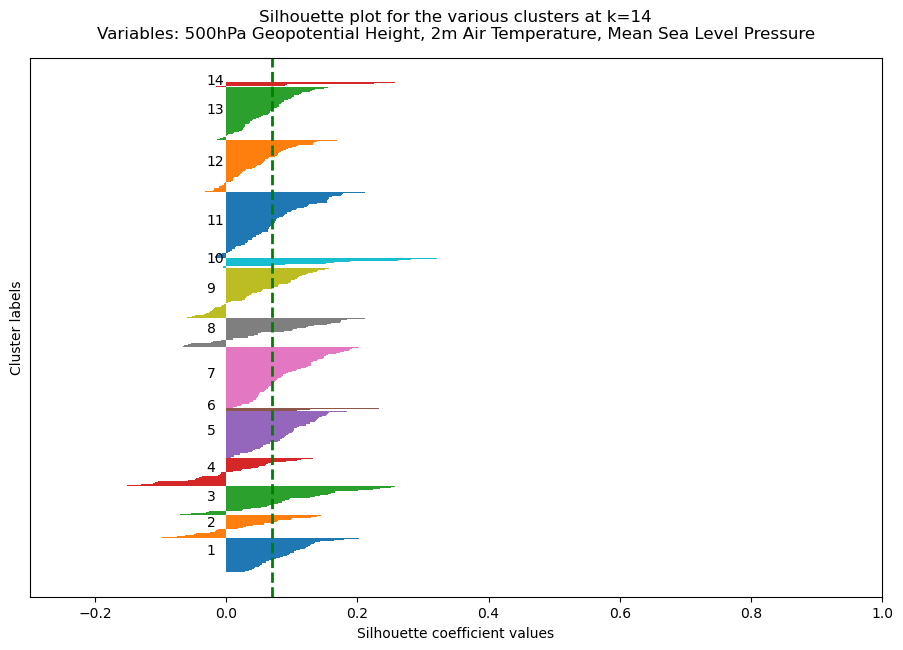 Silhouette plot for the various clusters at k=14
Variables: 500hPa Geopotential Height, 2m Air Temperature, Mean Sea Level Pressure
Cluster labels
14
13
12
11
10
9
8
7
6
5
4
3
2
1
−0.2 0.0 0.2 0.4 0.6 0.8 1.0
Silhouette coefficient values